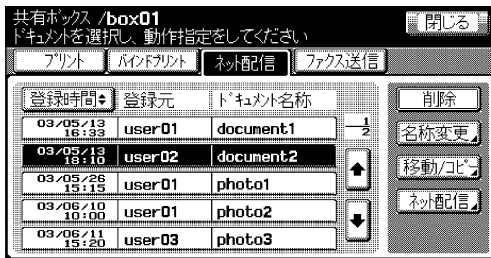 共有ボックス /box01
ドキュメントを選択し、動作指定をしてください
閉じる
プリント バインドプリント ネット配信 ファクス送信
登録時間 登録元 ドキュメント名称
03/05/13 16:33 user01 document1
03/05/13 18:10 user02 document2
03/05/26 15:15 user01 photo1
03/06/10 10:00 user01 photo2
03/06/11 15:20 user03 photo3
1/2
削除
名称変更
移動/コピー
ネット配信